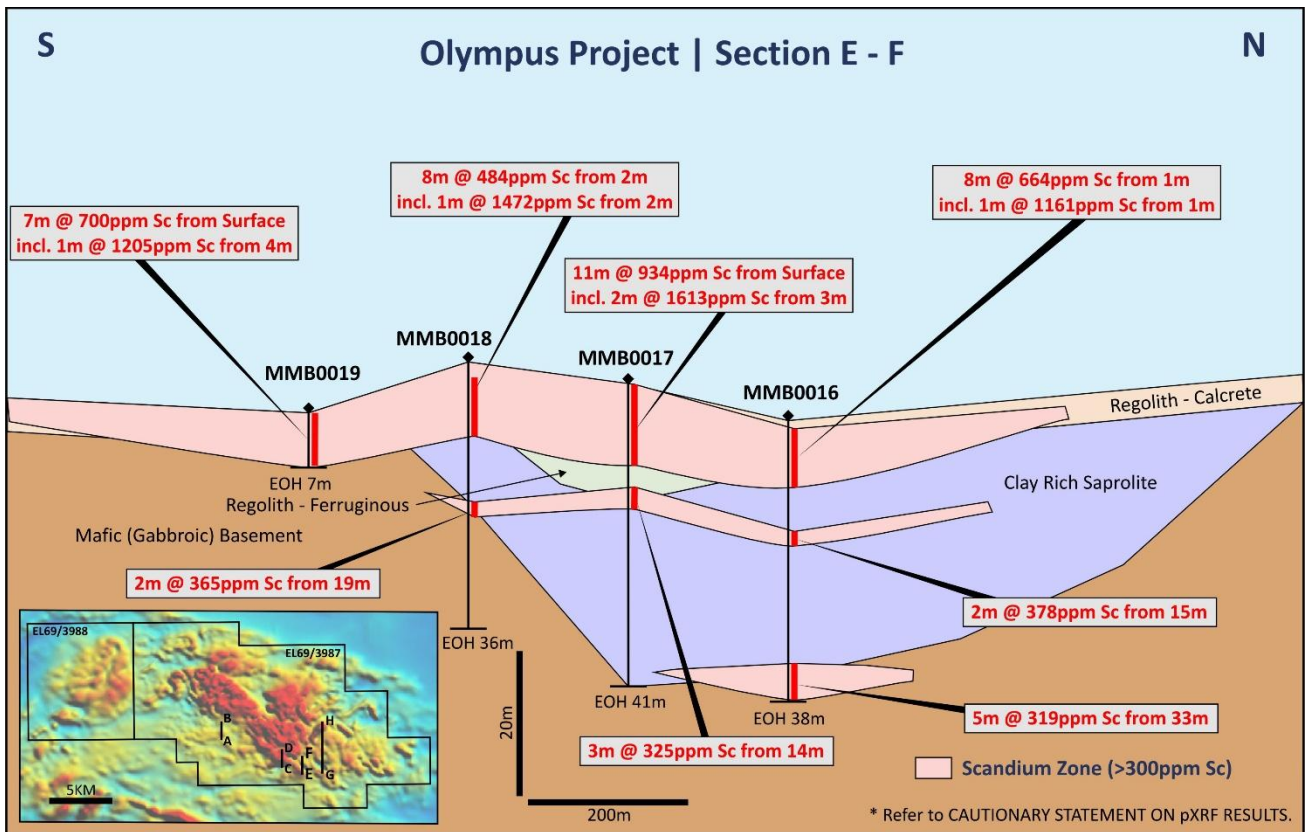 S
Olympus Project | Section E - F
N
8m @ 484ppm Sc from 2m
incl. 1m @ 1472ppm Sc from 2m
8m @ 664ppm Sc from 1m
incl. 1m @ 1161ppm Sc from 1m
7m @ 700ppm Sc from Surface
incl. 1m @ 1205ppm Sc from 4m
11m @ 934ppm Sc from Surface
incl. 2m @ 1613ppm Sc from 3m
MMB0019
MMB0018
MMB0017
MMB0016
Regolith - Calcrete
EOH 7m
Regolith - Ferruginous
Clay Rich Saprolite
Mafic (Gabbroic) Basement
2m @ 365ppm Sc from 19m
2m @ 378ppm Sc from 15m
EOH 36m
EOH 41m
EOH 38m
5m @ 319ppm Sc from 33m
3m @ 325ppm Sc from 14m
20m
200m
Scandium Zone (>300ppm Sc)
* Refer to CAUTIONARY STATEMENT ON pXRF RESULTS.
EL69/3988
EL69/3987
B
A
H
D
F
C
E
G
5KM